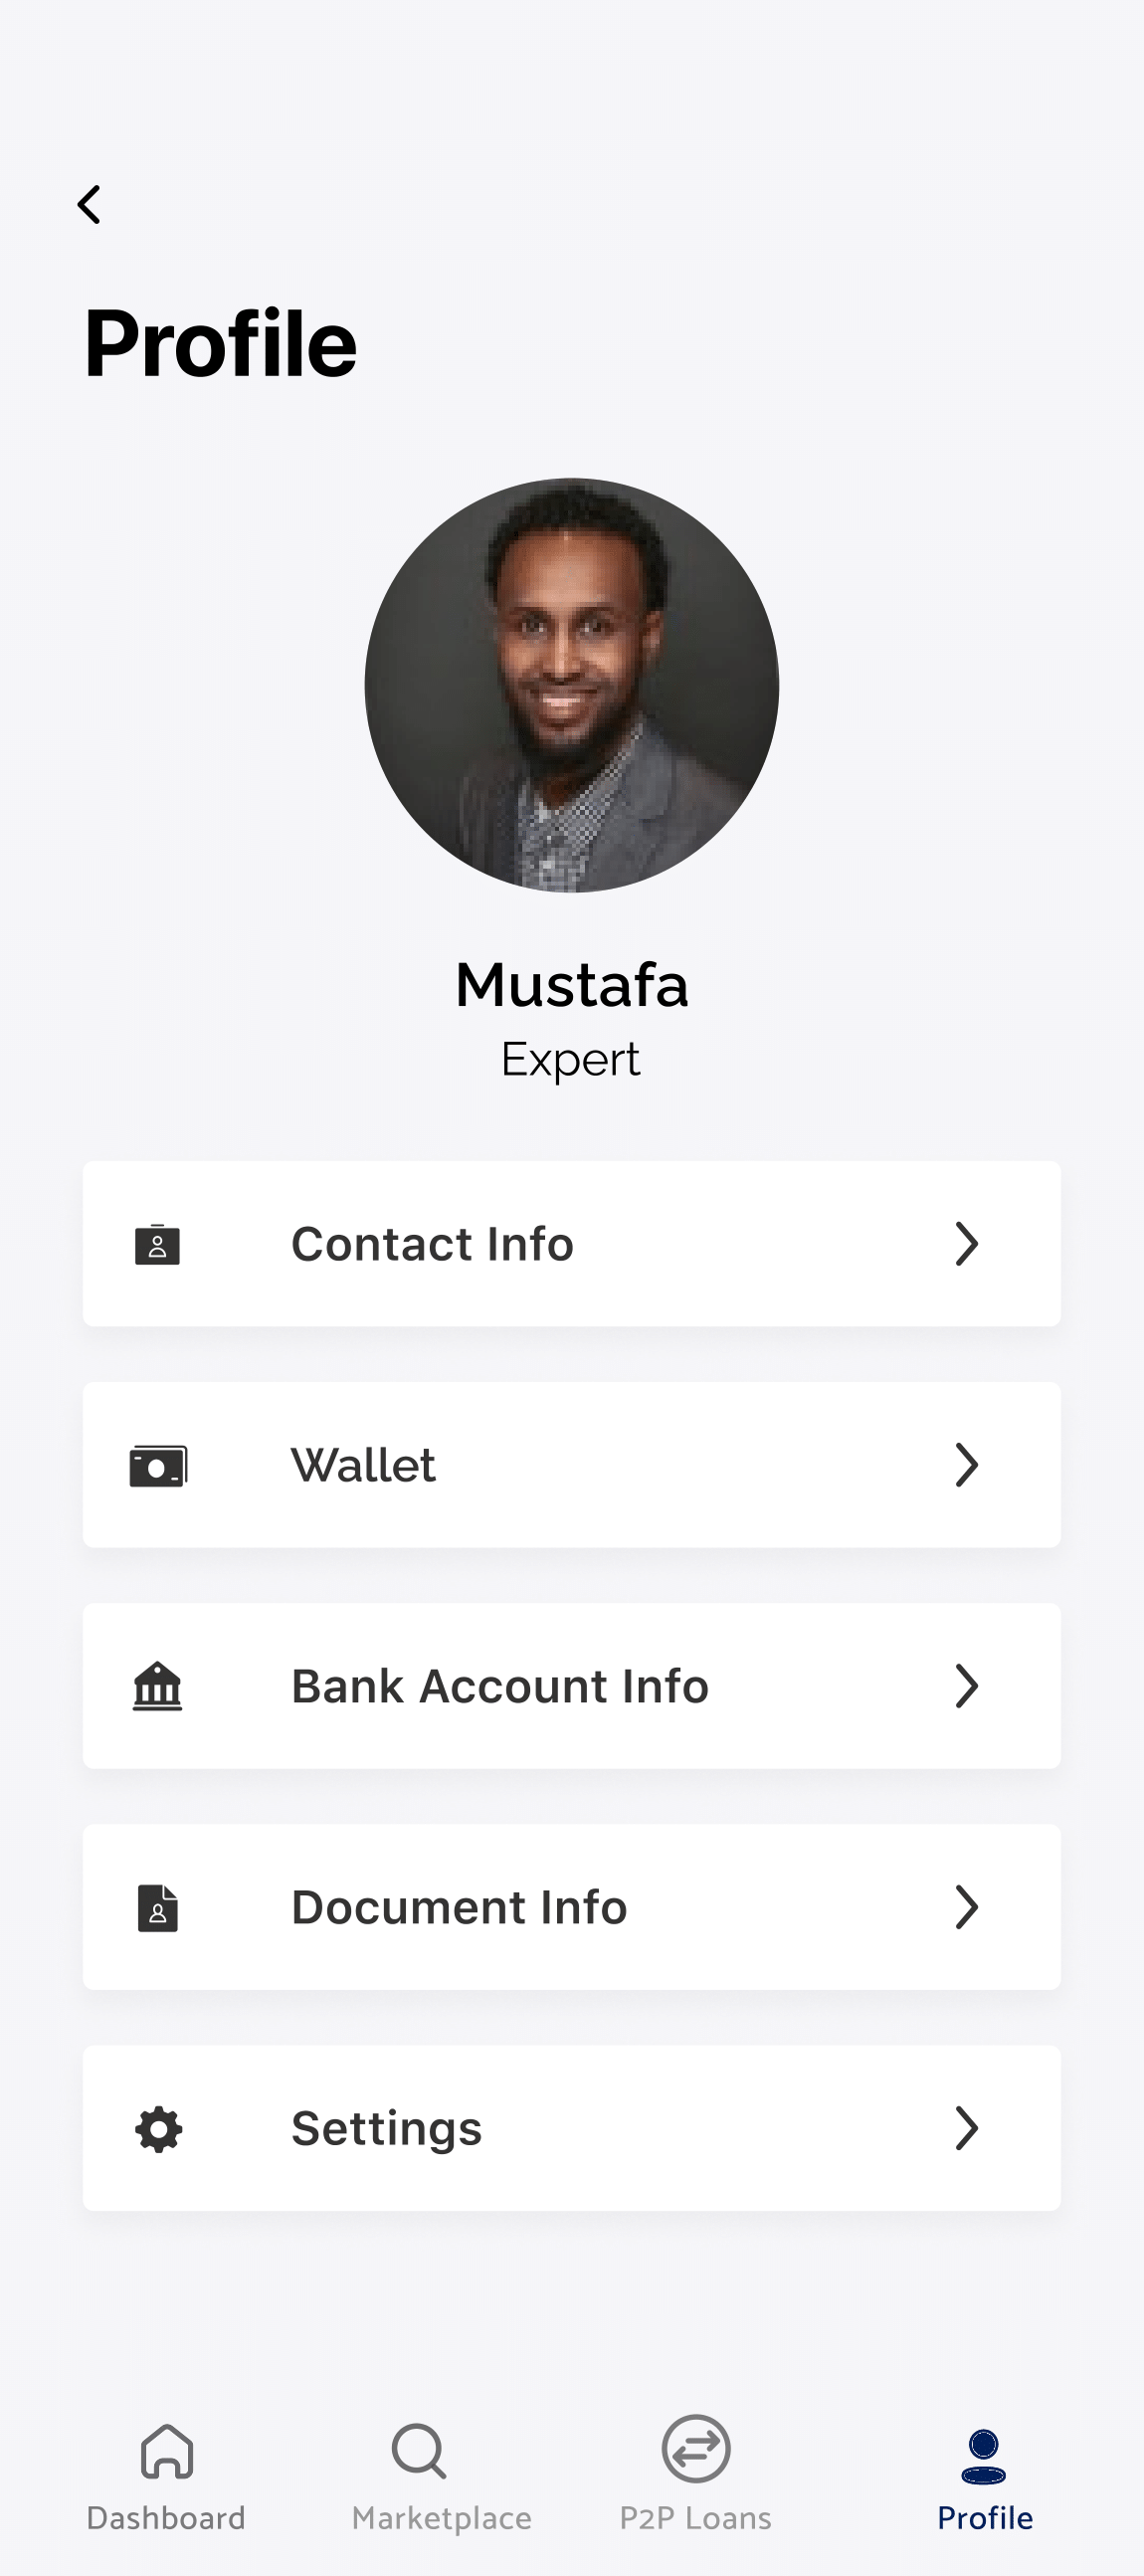 Profile
Mustafa
Expert
Contact Info
Wallet
Bank Account Info
Document Info
Settings
Dashboard
Marketplace
P2P Loans
Profile